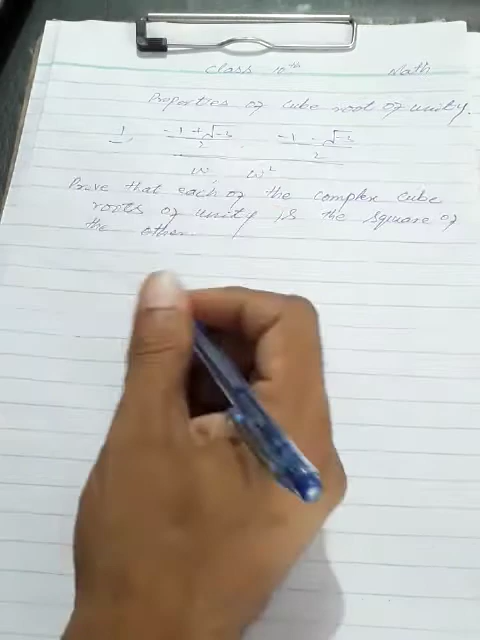 Class 10th Math
Properties of Cube root of unity.
1, (-1 + √-3)/2 , (-1 - √-3)/2
ω, ω²
Prove that each of the complex cube
roots of unity is the square of
the other